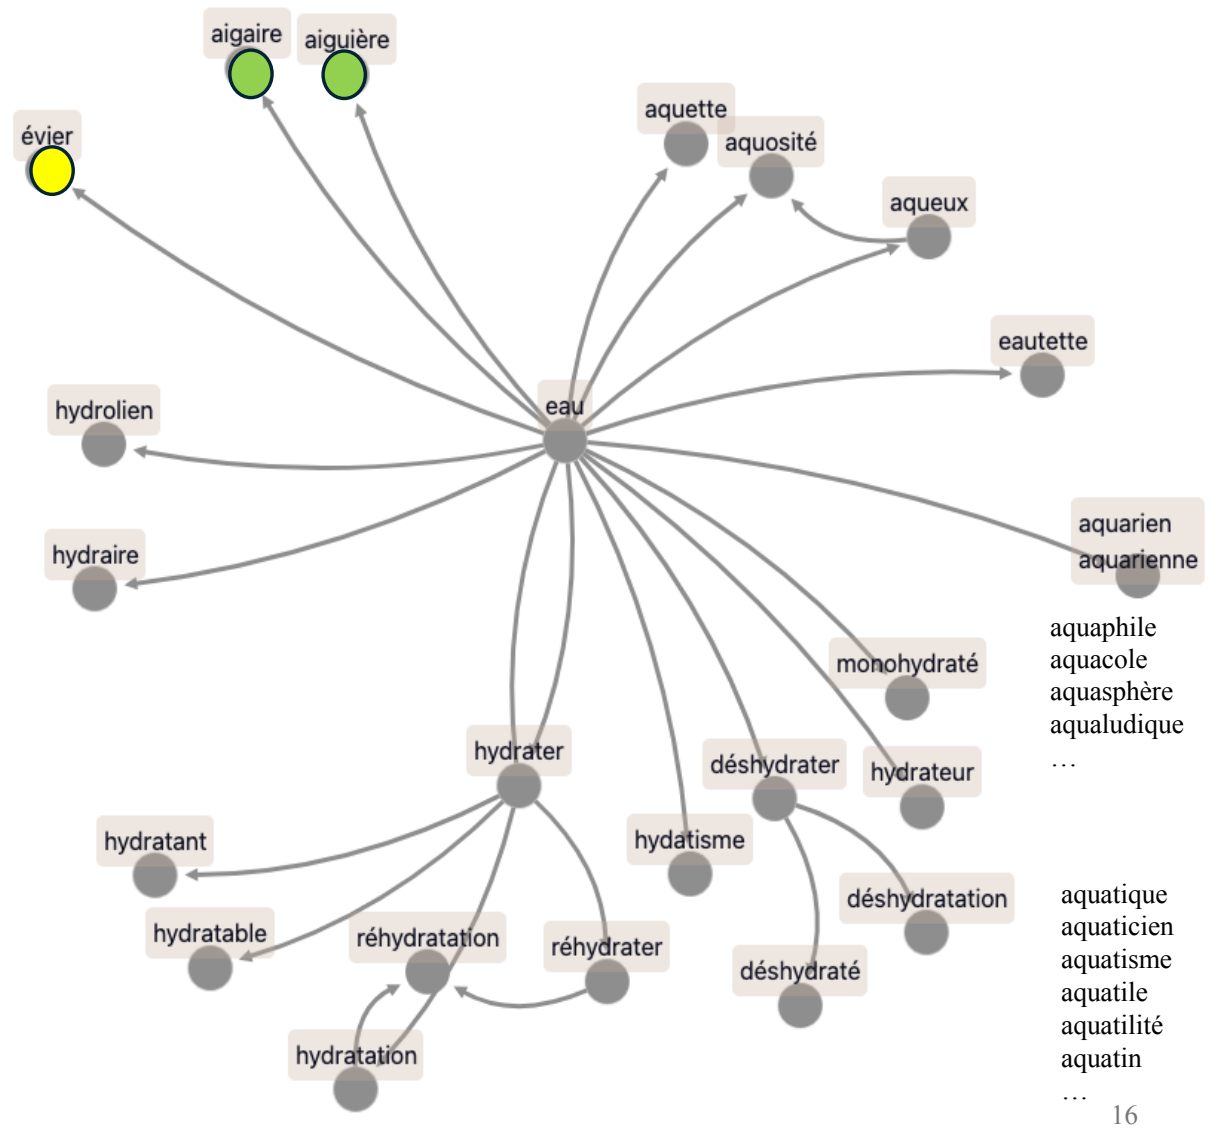 aigaire
aiguière
évier
aquette
aquosité
aqueux
eautette
eau
hydrolien
aquarien
aquarienne
hydraire
aquaphile
aquacole
aquasphère
aqualudique
…
monohydraté
hydrater
déshydrater
hydrateur
hydratant
hydatisme
hydratable
réhydratation
réhydrater
déshydratation
déshydraté
hydratation
aquatique
aquaticien
aquatisme
aquatile
aquatilité
aquatin
…
16